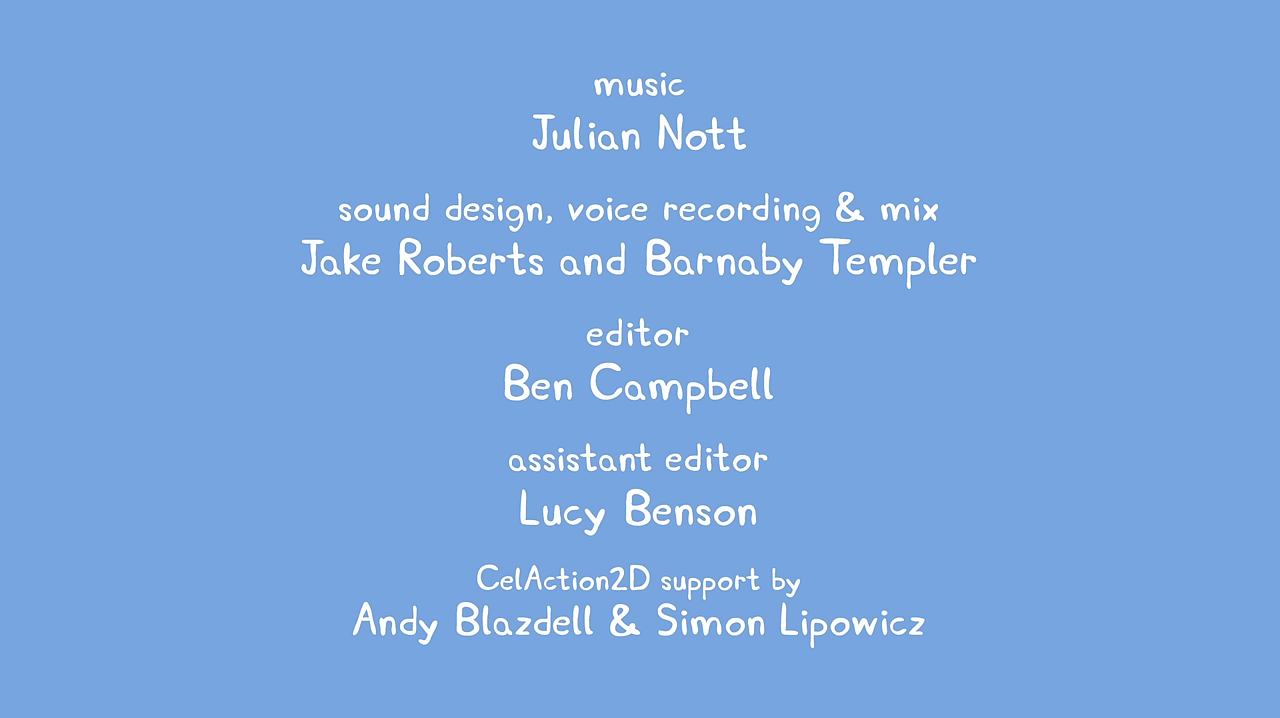 music
Julian Nott
sound design, voice recording & mix
Jake Roberts and Barnaby Templer
editor
Ben Campbell
assistant editor
Lucy Benson
CelAction2D support by
Andy Blazdell & Simon Lipowicz